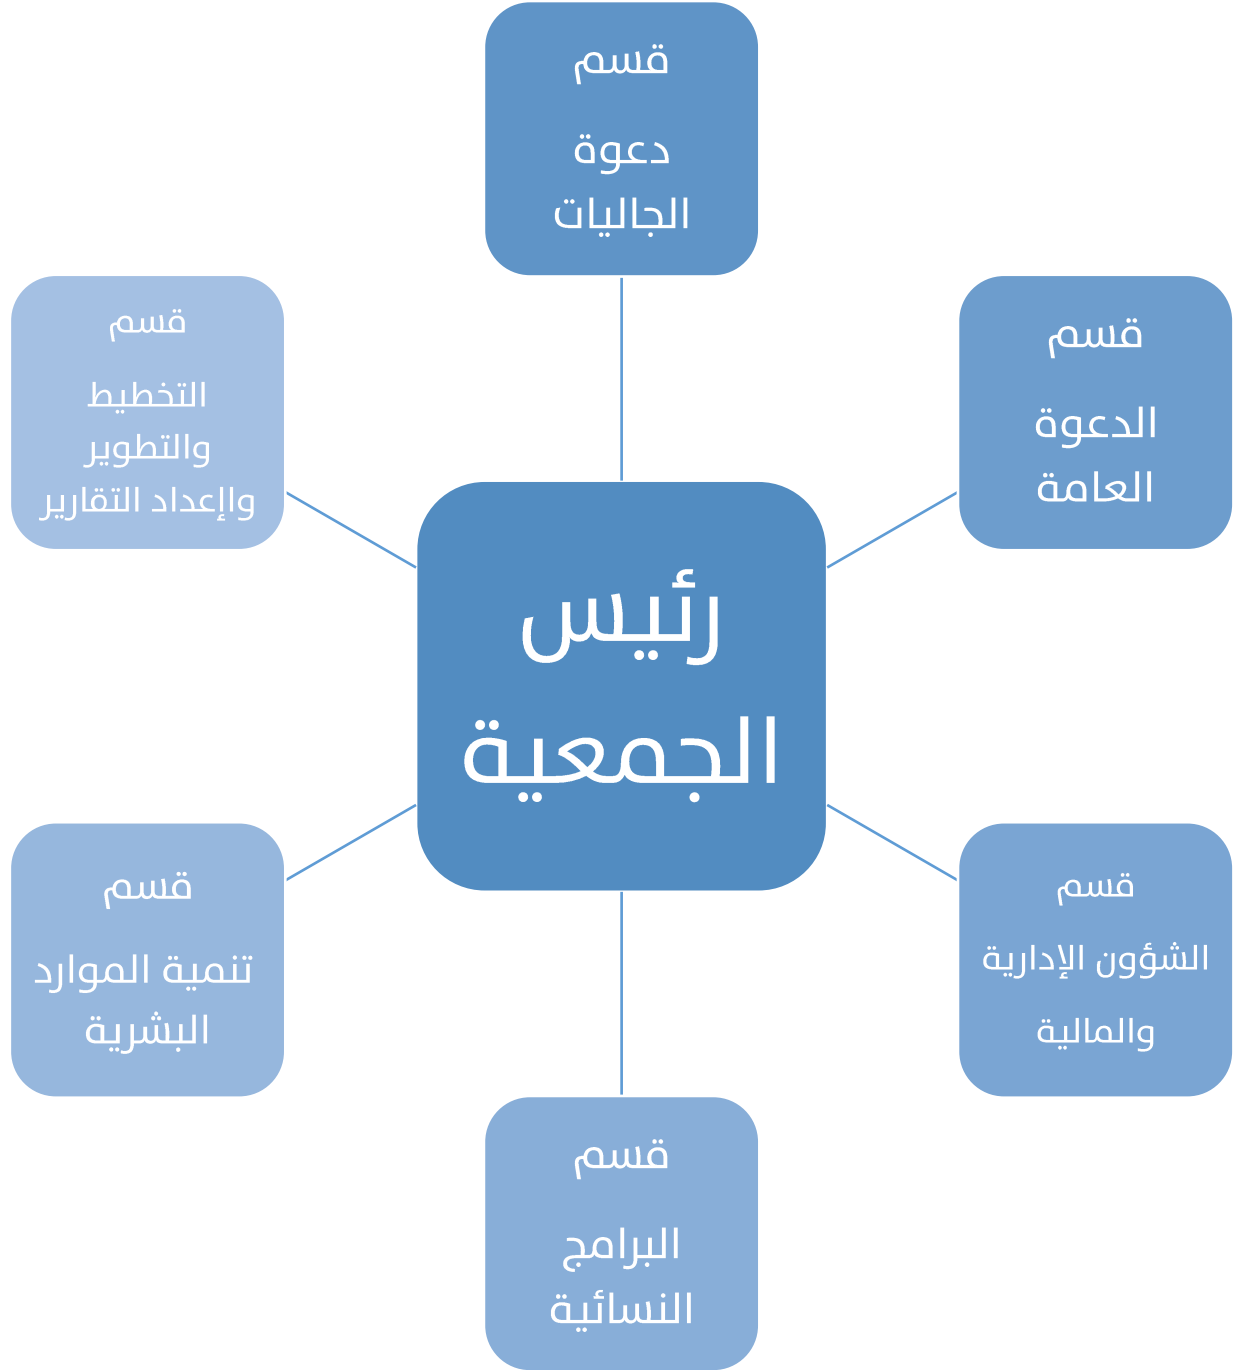 قسم
دعوة
الجاليات
قسم
الدعوة
العامة
قسم
التخطيط
والتطوير
واإعداد التقارير
رئيس
الجمعية
قسم
الشؤون الإدارية
والمالية
قسم
تنمية الموارد
البشرية
قسم
البرامج
النسائية